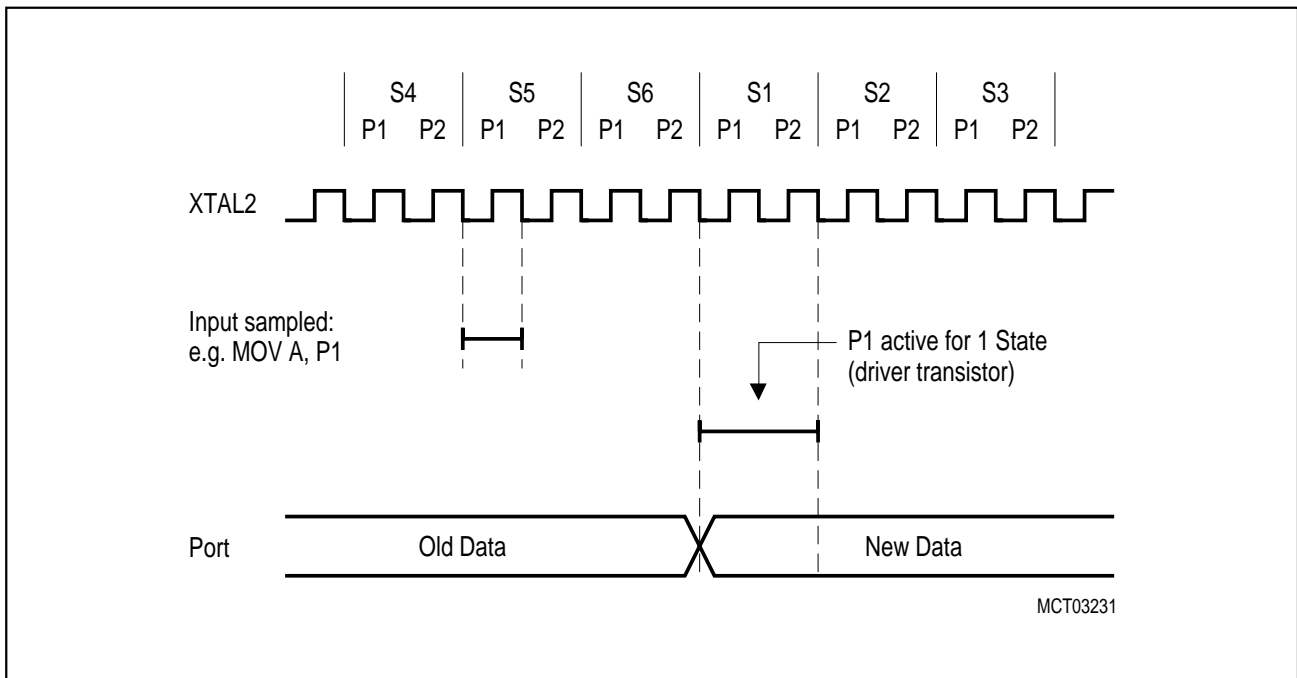 S4 S5 S6 S1 S2 S3
P1 P2 P1 P2 P1 P2 P1 P2 P1 P2 P1 P2
XTAL2
Input sampled:
e.g. MOV A, P1
P1 active for 1 State
(driver transistor)
Port Old Data New Data
MCT03231